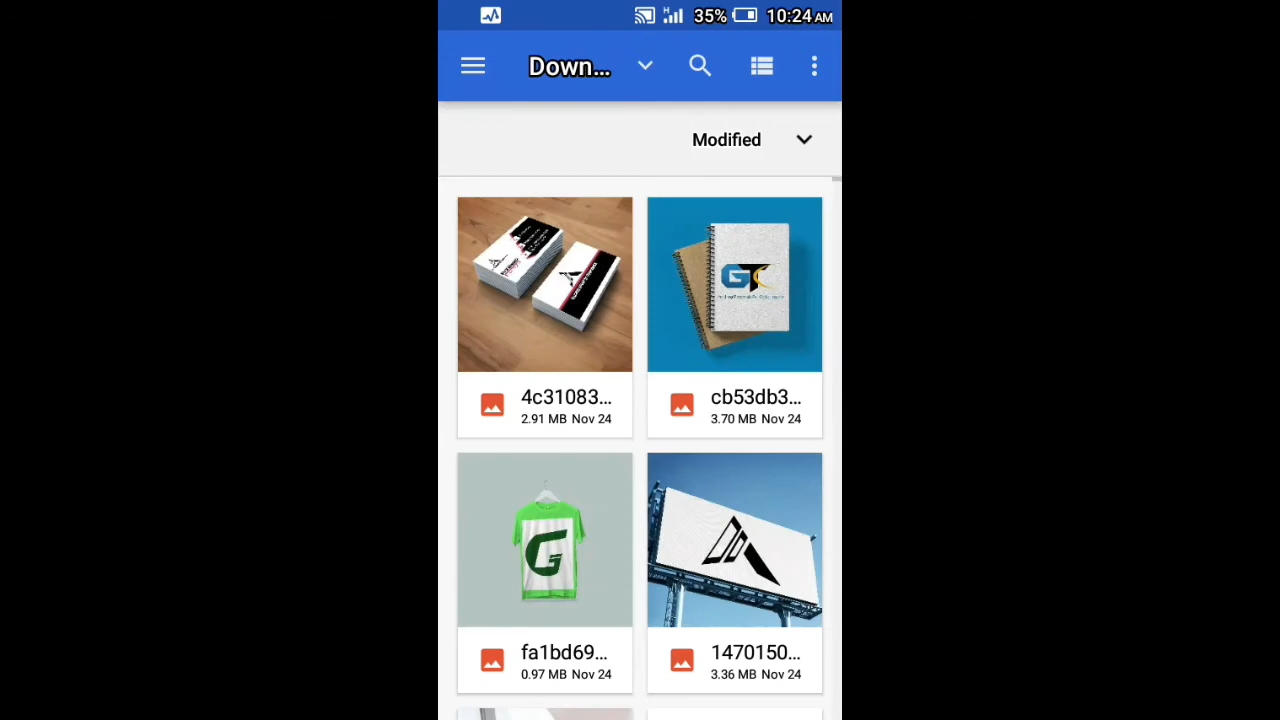 H 35% 10:24 AM
Down...
Modified
GT
4c31083...
2.91 MB Nov 24
cb53db3...
3.70 MB Nov 24
G
fa1bd69...
0.97 MB Nov 24
1470150...
3.36 MB Nov 24